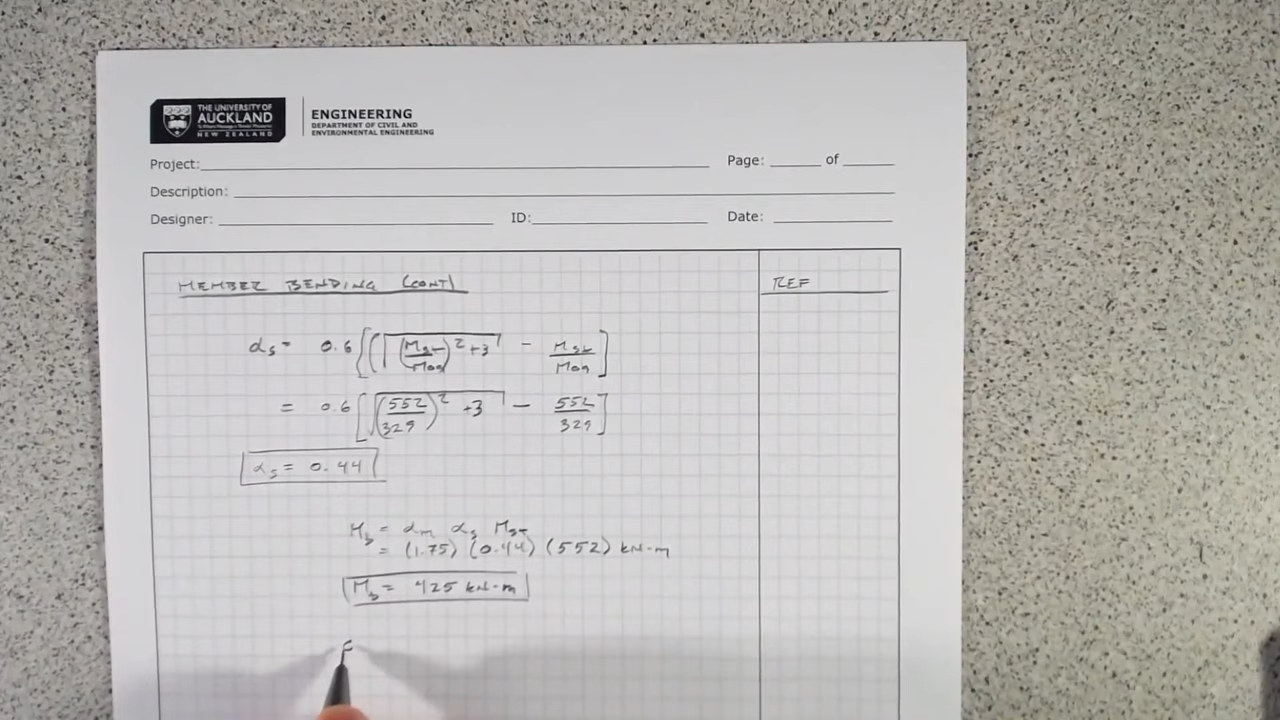 THE UNIVERSITY OF
AUCKLAND
NEW ZEALAND
ENGINEERING
DEPARTMENT OF CIVIL AND
ENVIRONMENTAL ENGINEERING
Project: Page: of
Description:
Designer: ID: Date:
MEMBER BENDING (CONT) REF
αs = 0.6[(√(Msx/Moa)² + 3 - Msx/Moa]
= 0.6[√(552/329)² + 3 - 552/329]
αs = 0.44
Mb = αm αs Msx
= (1.75) (0.44) (552) kN-m
Mb = 425 kN-m